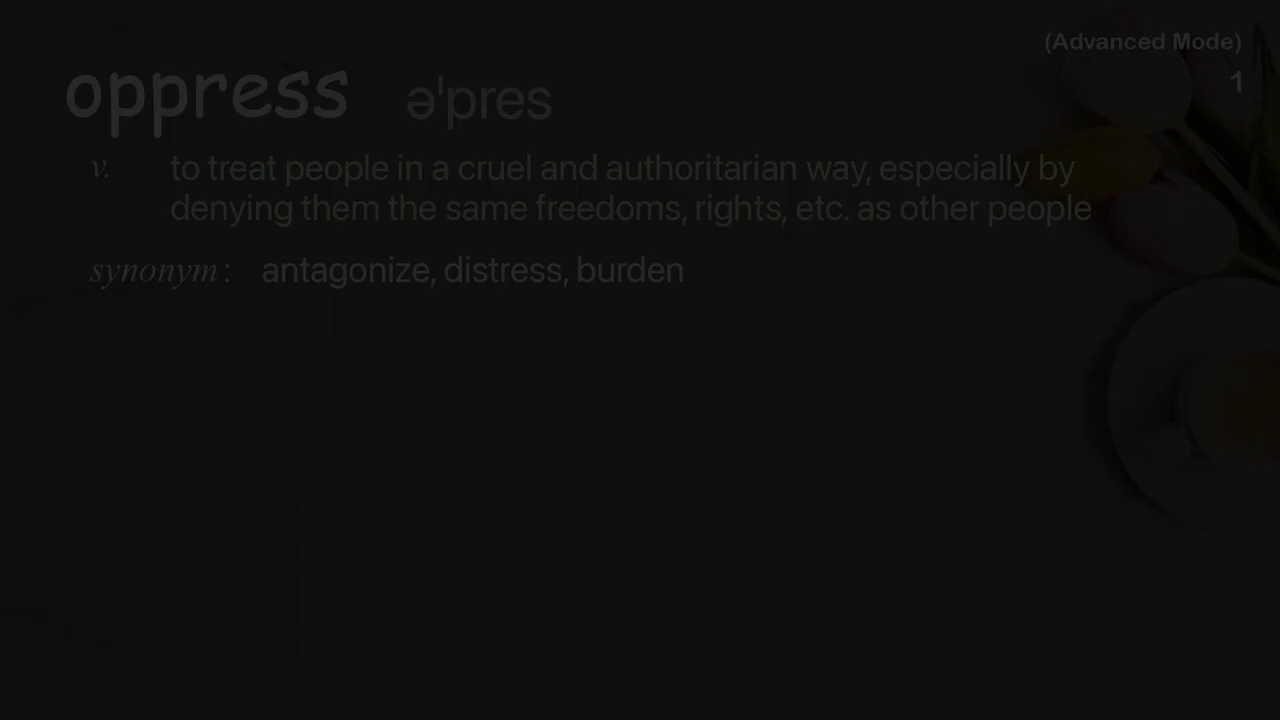 (Advanced Mode)
oppress ə'pres
1
v. to treat people in a cruel and authoritarian way, especially by
denying them the same freedoms, rights, etc. as other people
synonym : antagonize, distress, burden